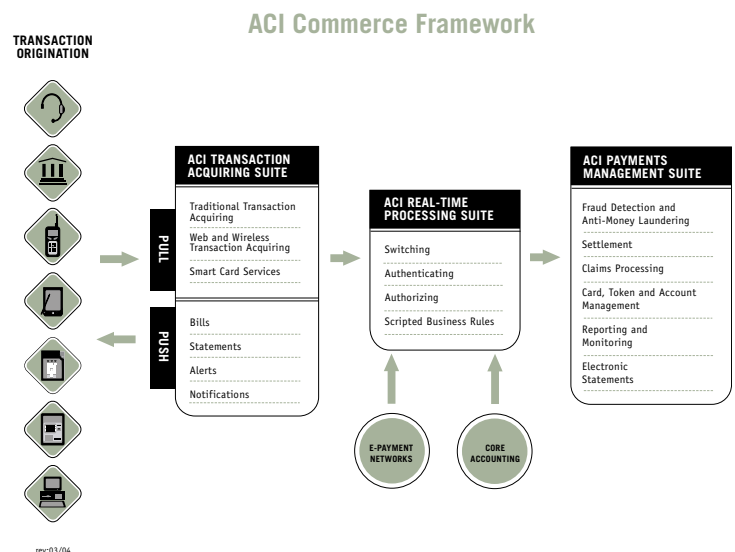 ACI Commerce Framework
TRANSACTION
ORIGINATION
ACI TRANSACTION
ACQUIRING SUITE
PULL
Traditional Transaction
Acquiring
Web and Wireless
Transaction Acquiring
Smart Card Services
PUSH
Bills
Statements
Alerts
Notifications
ACI REAL-TIME
PROCESSING SUITE
Switching
Authenticating
Authorizing
Scripted Business Rules
E-PAYMENT
NETWORKS
CORE
ACCOUNTING
ACI PAYMENTS
MANAGEMENT SUITE
Fraud Detection and
Anti-Money Laundering
Settlement
Claims Processing
Card, Token and Account
Management
Reporting and
Monitoring
Electronic
Statements
rev:03/04